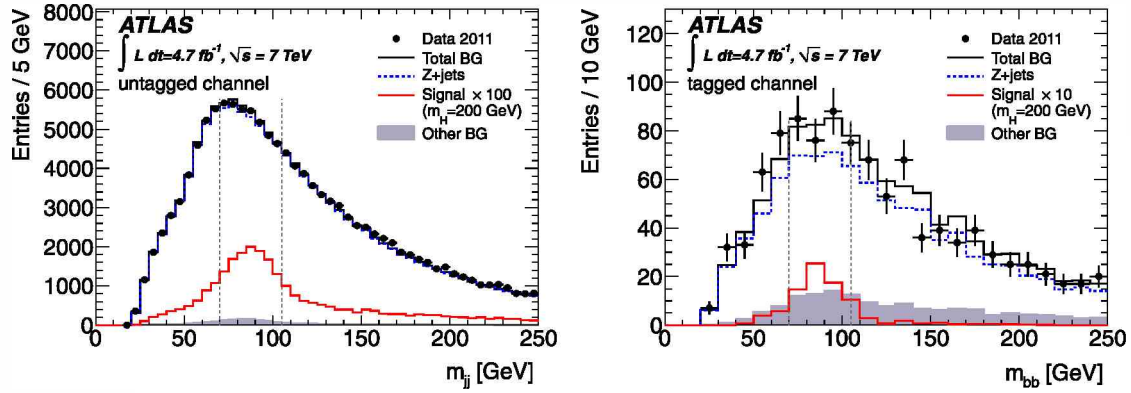 ATLAS
∫ L dt=4.7 fb⁻¹, √s = 7 TeV
untagged channel
Data 2011
Total BG
Z+jets
Signal × 100
(m_H=200 GeV)
Other BG
Entries / 5 GeV
8000
7000
6000
5000
4000
3000
2000
1000
0
0 50 100 150 200 250
m_jj [GeV]
ATLAS
∫ L dt=4.7 fb⁻¹, √s = 7 TeV
tagged channel
Data 2011
Total BG
Z+jets
Signal × 10
(m_H=200 GeV)
Other BG
Entries / 10 GeV
120
100
80
60
40
20
0
0 50 100 150 200 250
m_bb [GeV]